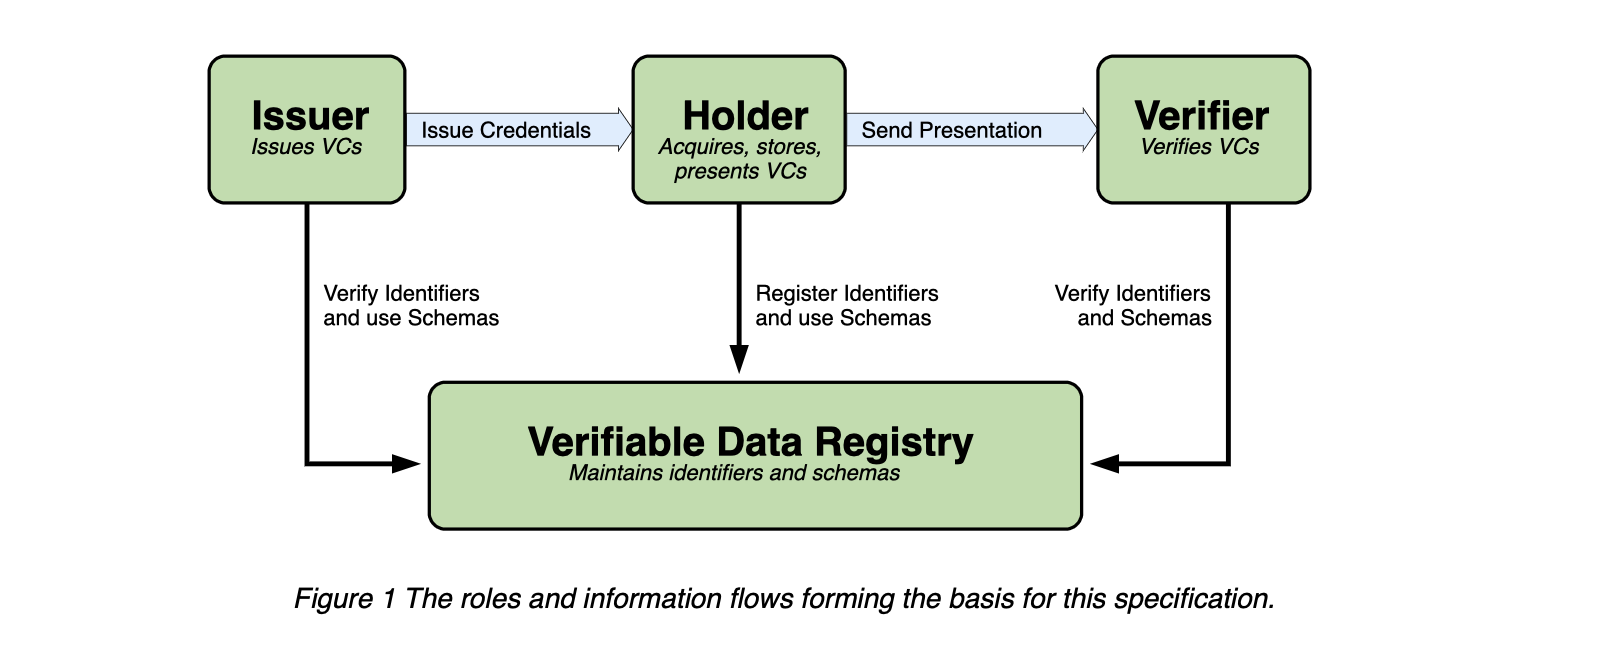 Issuer
Issues VCs
Issue Credentials
Holder
Acquires, stores,
presents VCs
Send Presentation
Verifier
Verifies VCs
Verify Identifiers
and use Schemas
Register Identifiers
and use Schemas
Verify Identifiers
and Schemas
Verifiable Data Registry
Maintains identifiers and schemas
Figure 1 The roles and information flows forming the basis for this specification.